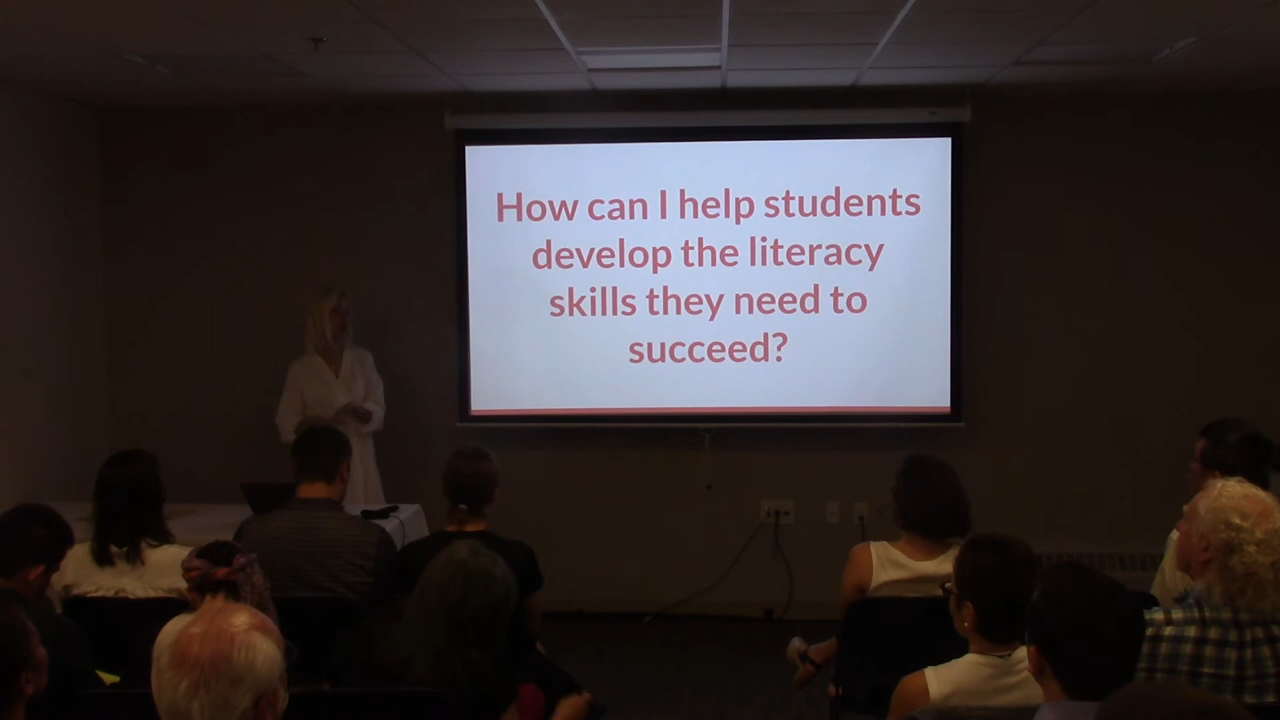 How can I help students
develop the literacy
skills they need to
succeed?